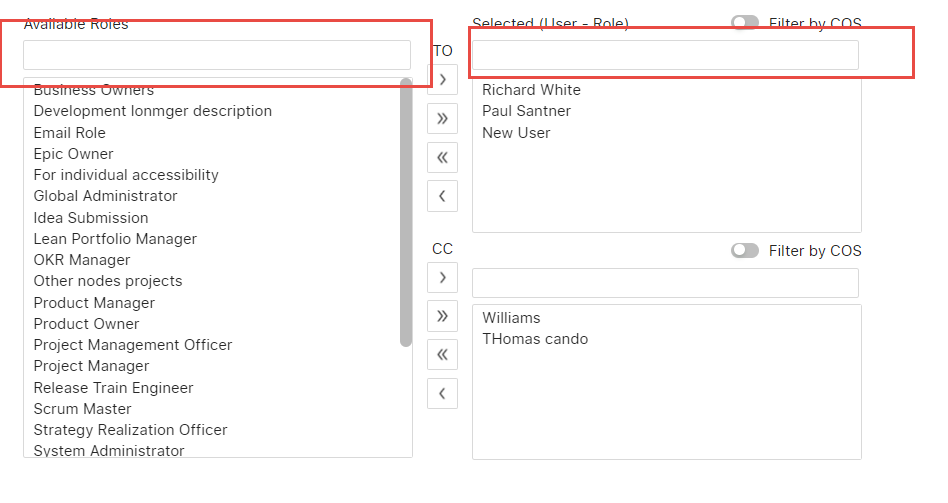 Available Roles
Business Owners
Development lonmger description
Email Role
Epic Owner
For individual accessibility
Global Administrator
Idea Submission
Lean Portfolio Manager
OKR Manager
Other nodes projects
Product Manager
Product Owner
Project Management Officer
Project Manager
Release Train Engineer
Scrum Master
Strategy Realization Officer
System Administrator
TO
Selected (User - Role)
Filter by COS
Richard White
Paul Santner
New User
CC
Filter by COS
Williams
THomas cando